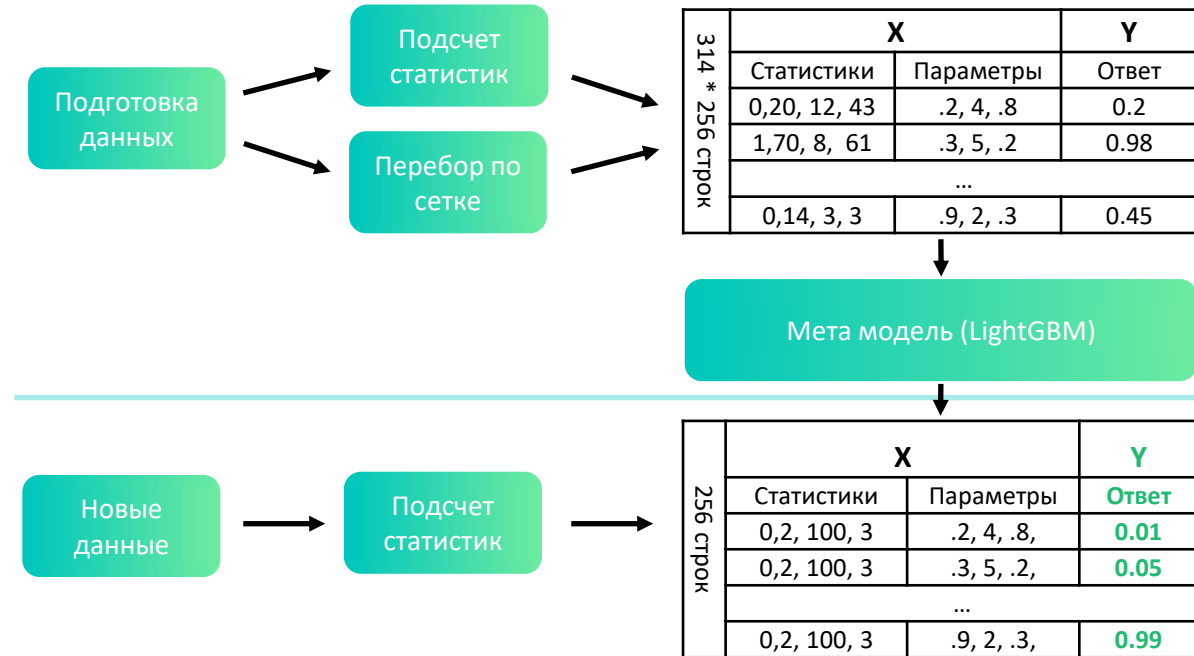 Подготовка
данных
Подсчет
статистик
Перебор по
сетке
314 * 256 строк
X Y
Статистики Параметры Ответ
0,20, 12, 43 .2, 4, .8 0.2
1,70, 8, 61 .3, 5, .2 0.98
...
0,14, 3, 3 .9, 2, .3 0.45
Мета модель (LightGBM)
Новые
данные
Подсчет
статистик
256 строк
X Y
Статистики Параметры Ответ
0,2, 100, 3 .2, 4, .8, 0.01
0,2, 100, 3 .3, 5, .2, 0.05
...
0,2, 100, 3 .9, 2, .3, 0.99